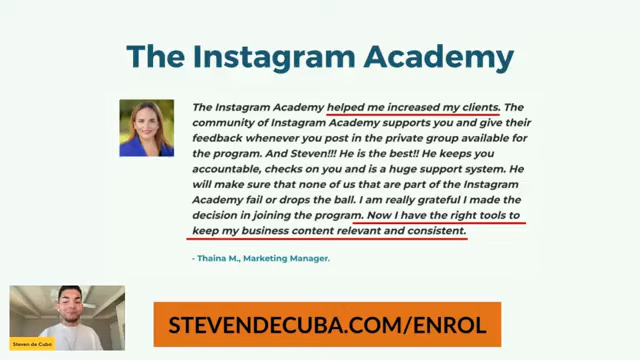 The Instagram Academy
The Instagram Academy helped me increased my clients. The
community of Instagram Academy supports you and give their
feedback whenever you post in the private group available for
the program. And Steven!!! He is the best!! He keeps you
accountable, checks on you and is a huge support system. He
will make sure that none of us that are part of the Instagram
Academy fail or drops the ball. I am really grateful I made the
decision in joining the program. Now I have the right tools to
keep my business content relevant and consistent.
- Thaina M., Marketing Manager.
Steven de Cuba
STEVENDECUBA.COM/ENROL